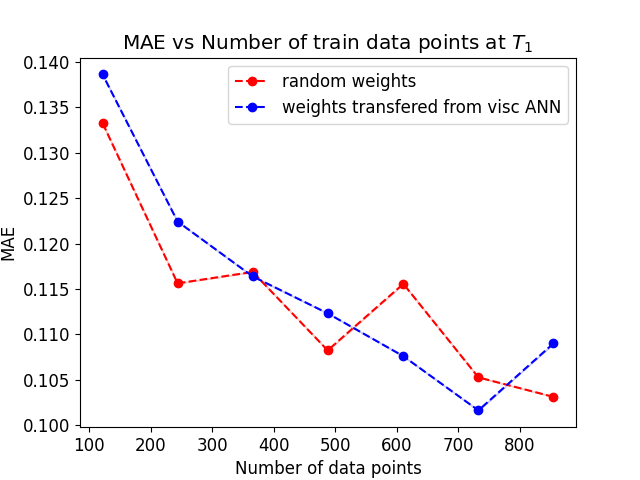 MAE vs Number of train data points at T₁
random weights
weights transfered from visc ANN
0.140
0.135
0.130
0.125
0.120
0.115
0.110
0.105
0.100
MAE
100 200 300 400 500 600 700 800
Number of data points